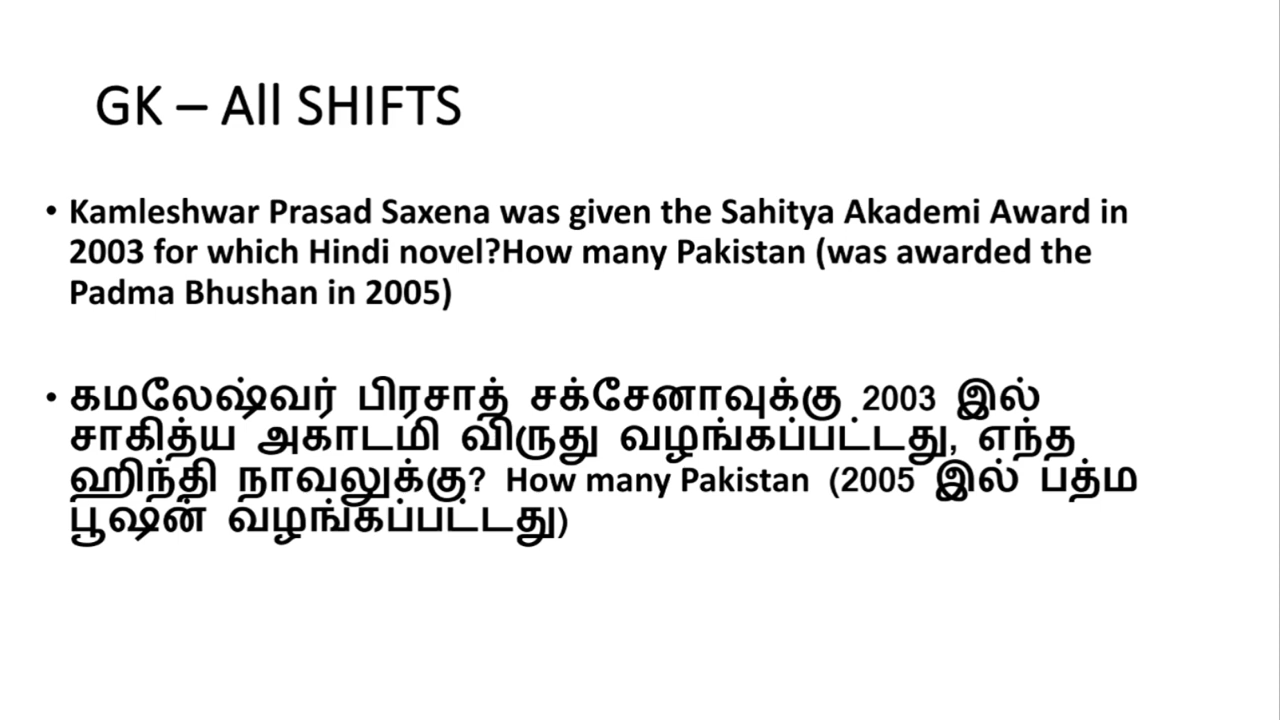 GK – All SHIFTS
• Kamleshwar Prasad Saxena was given the Sahitya Akademi Award in
2003 for which Hindi novel?How many Pakistan (was awarded the
Padma Bhushan in 2005)
• கமலேஷ்வர் பிரசாத் சக்சேனாவுக்கு 2003 இல்
சாகித்ய அகாடமி விருது வழங்கப்பட்டது, எந்த
ஹிந்தி நாவலுக்கு? How many Pakistan (2005 இல் பத்ம
பூஷன் வழங்கப்பட்டது)